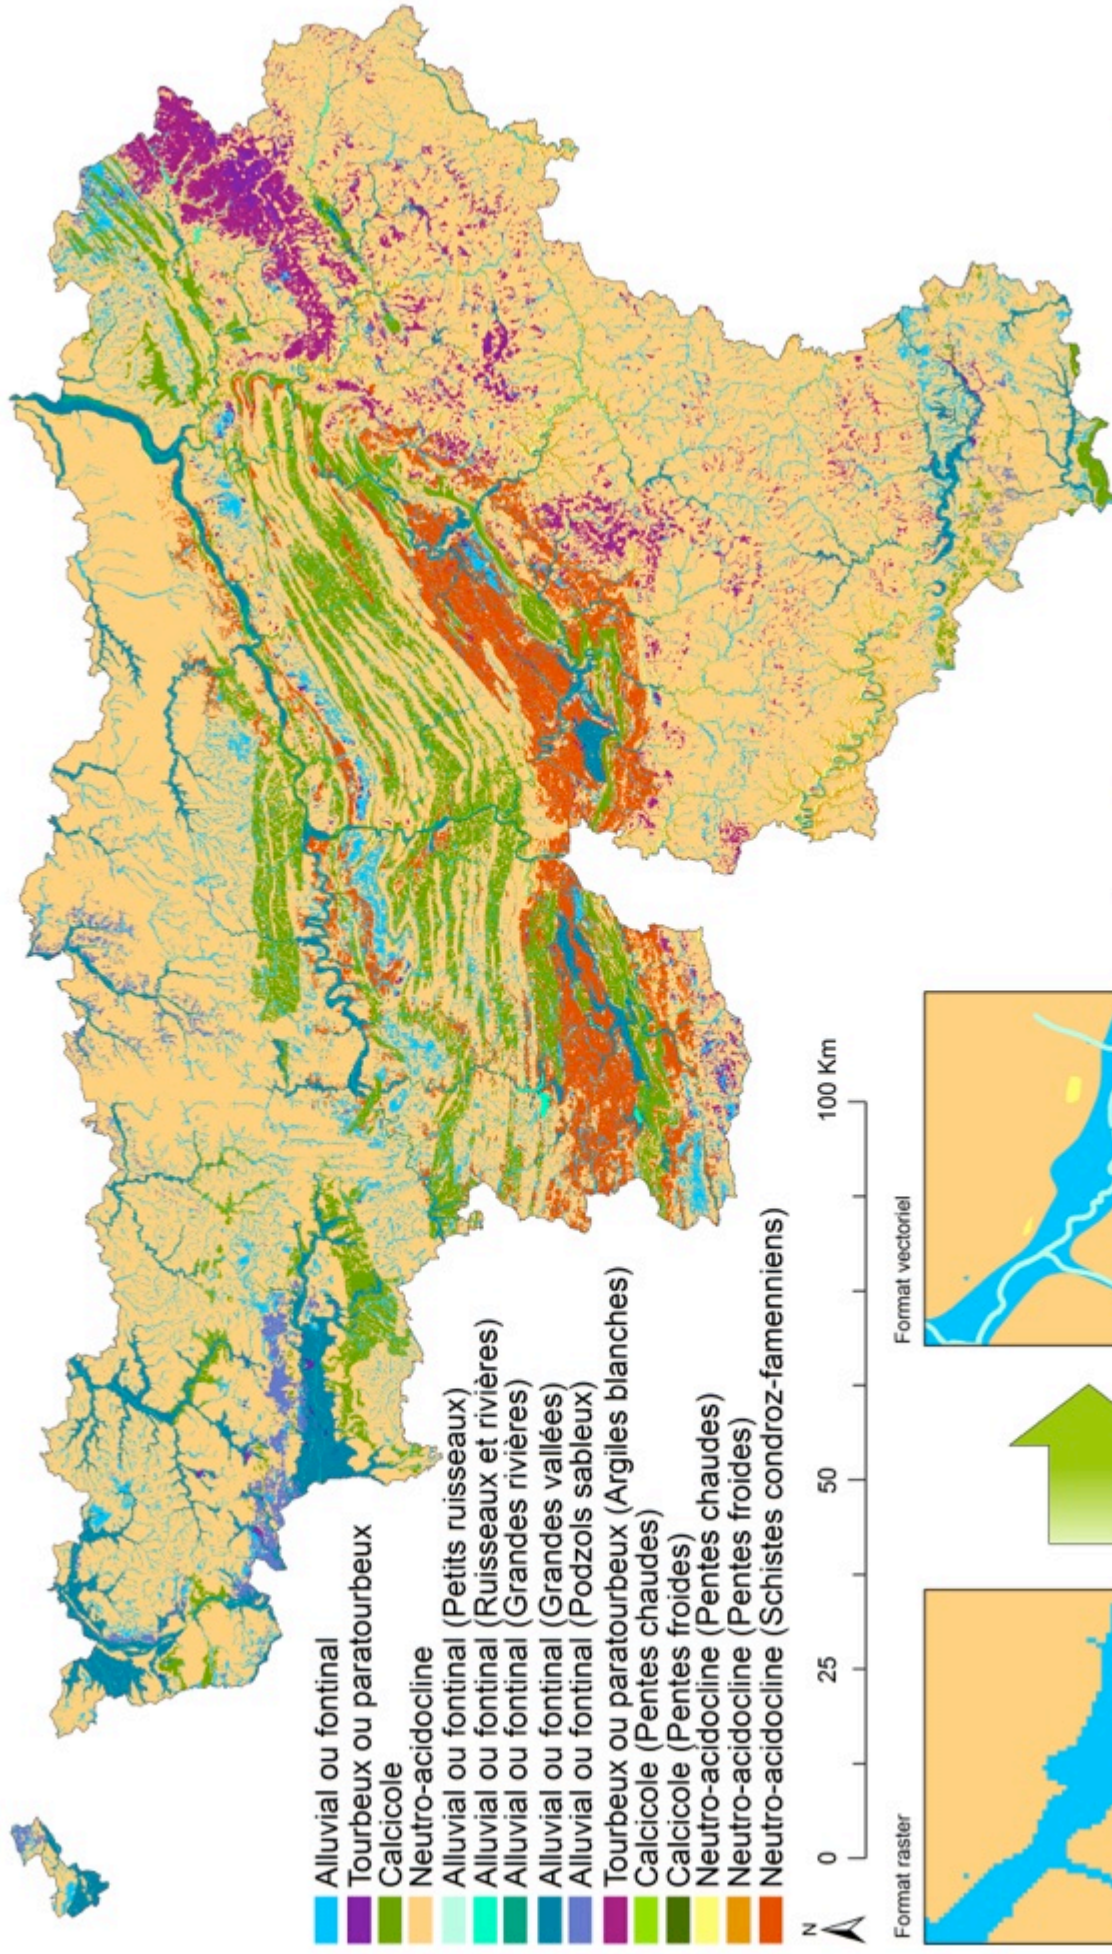 Alluvial ou fontinal
Tourbeux ou paratourbeux
Calcicole
Neutro-acidocline
Alluvial ou fontinal (Petits ruisseaux)
Alluvial ou fontinal (Ruisseaux et rivières)
Alluvial ou fontinal (Grandes rivières)
Alluvial ou fontinal (Grandes vallées)
Alluvial ou fontinal (Podzols sableux)
Tourbeux ou paratourbeux (Argiles blanches)
Calcicole (Pentes chaudes)
Calcicole (Pentes froides)
Neutro-acidocline (Pentes chaudes)
Neutro-acidocline (Pentes froides)
Neutro-acidocline (Schistes condroz-famenniens)
N
0 25 50 100 Km
Format raster
Format vectoriel